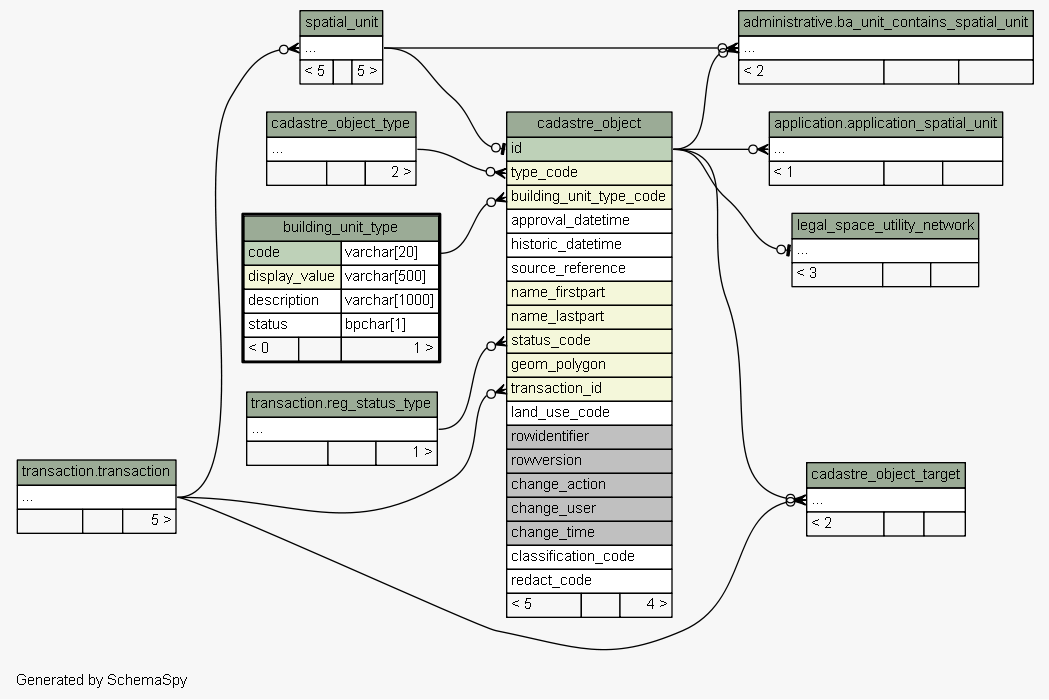 spatial_unit
...
< 5 5 >
administrative.ba_unit_contains_spatial_unit
...
< 2
cadastre_object_type
...
2 >
cadastre_object
id
type_code
building_unit_type_code
approval_datetime
historic_datetime
source_reference
name_firstpart
name_lastpart
status_code
geom_polygon
transaction_id
land_use_code
rowidentifier
rowversion
change_action
change_user
change_time
classification_code
redact_code
< 5 4 >
application.application_spatial_unit
...
< 1
building_unit_type
code varchar[20]
display_value varchar[500]
description varchar[1000]
status bpchar[1]
< 0 1 >
legal_space_utility_network
...
< 3
transaction.reg_status_type
...
1 >
transaction.transaction
...
5 >
cadastre_object_target
...
< 2
Generated by SchemaSpy